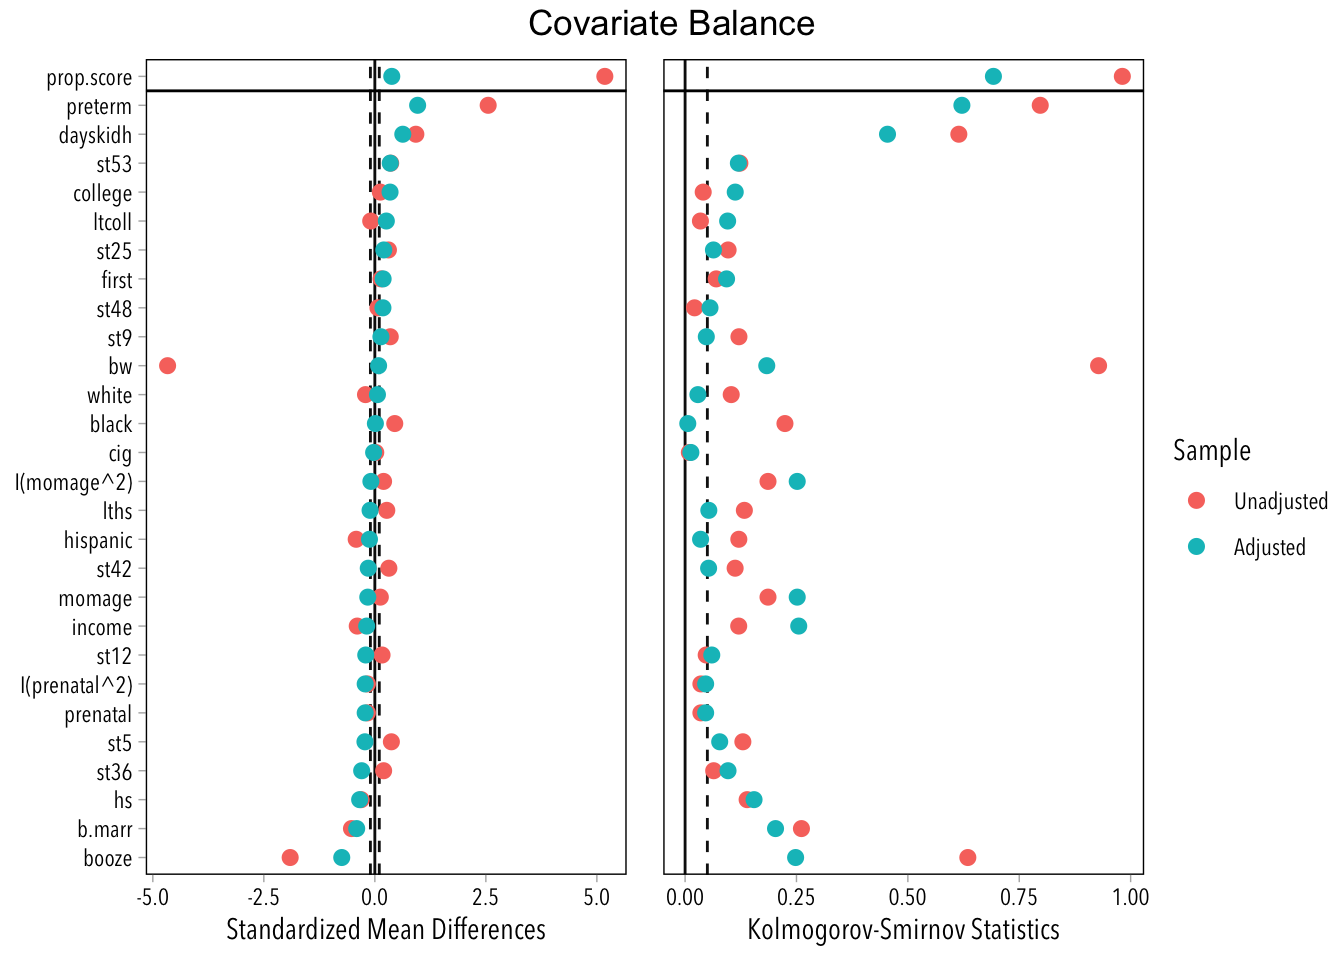 Covariate Balance
prop.score
preterm
dayskidh
st53
college
ltcoll
st25
first
st48
st9
bw
white
black
cig
I(momage^2)
lths
hispanic
st42
momage
income
st12
I(prenatal^2)
prenatal
st5
st36
hs
b.marr
booze
-5.0 -2.5 0.0 2.5 5.0
Standardized Mean Differences
0.00 0.25 0.50 0.75 1.00
Kolmogorov-Smirnov Statistics
Sample
Unadjusted
Adjusted